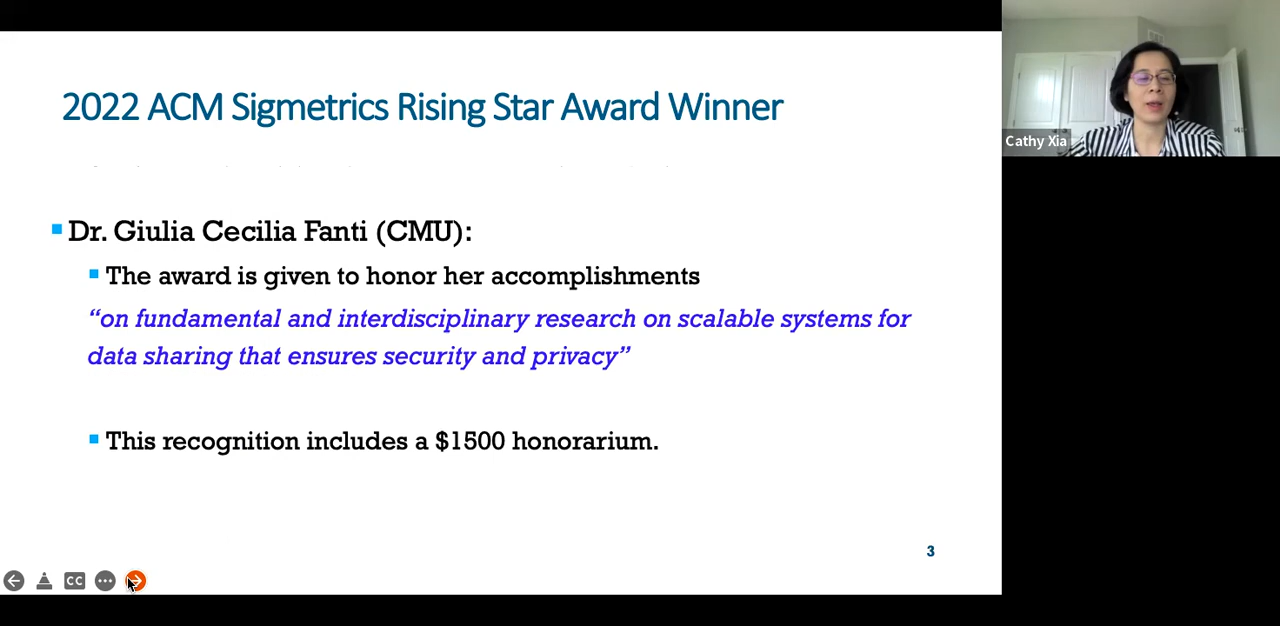 2022 ACM Sigmetrics Rising Star Award Winner
Dr. Giulia Cecilia Fanti (CMU):
The award is given to honor her accomplishments
“on fundamental and interdisciplinary research on scalable systems for
data sharing that ensures security and privacy”
This recognition includes a $1500 honorarium.
3
CC
Cathy Xia